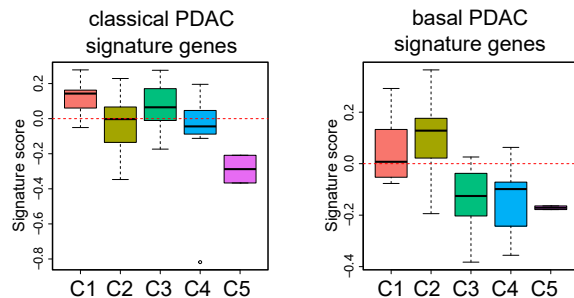 classical PDAC
signature genes
Signature score
0.2
0.0
-0.2
-0.4
-0.6
-0.8
C1 C2 C3 C4 C5
basal PDAC
signature genes
Signature score
0.2
0.0
-0.2
-0.4
C1 C2 C3 C4 C5